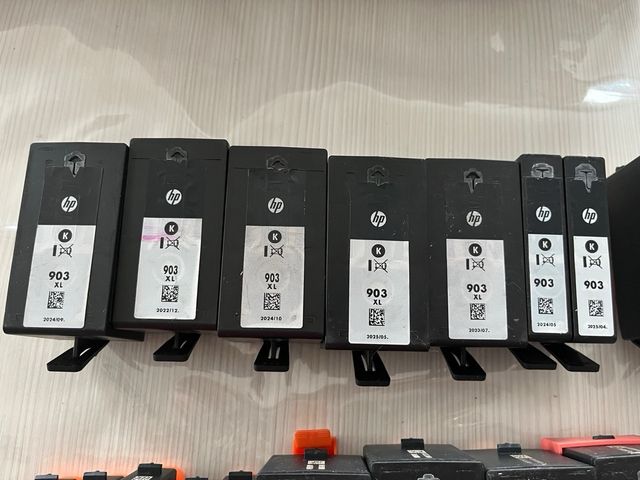 hp
K
903
XL
2024/09.
hp
K
903
XL
2022/12.
hp
K
903
XL
2024/10
hp
K
903
XL
2025/05.
hp
K
903
XL
2023/07.
hp
K
903
2024/05
hp
K
903
2025/04.